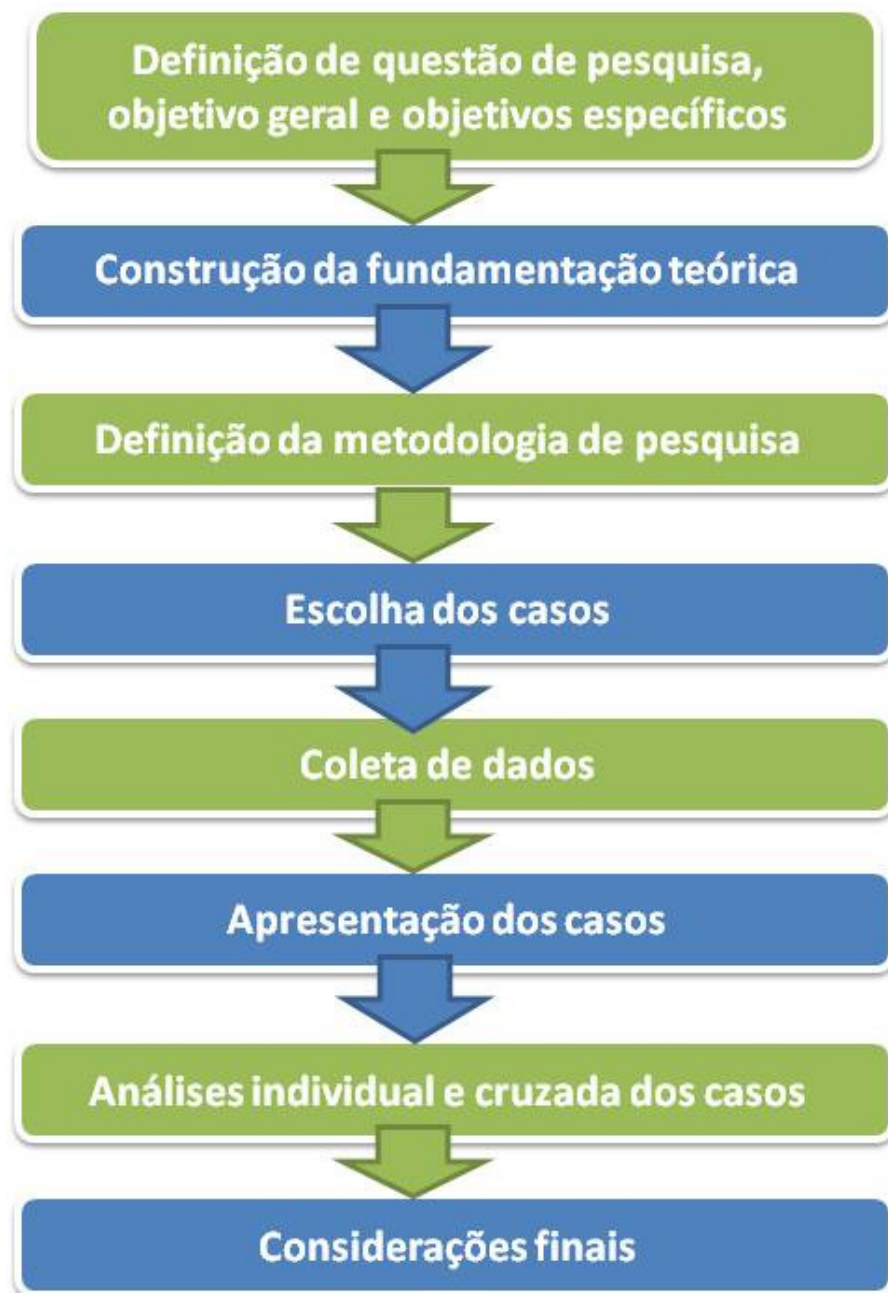 Definição de questão de pesquisa,
objetivo geral e objetivos específicos
Construção da fundamentação teórica
Definição da metodologia de pesquisa
Escolha dos casos
Coleta de dados
Apresentação dos casos
Análises individual e cruzada dos casos
Considerações finais